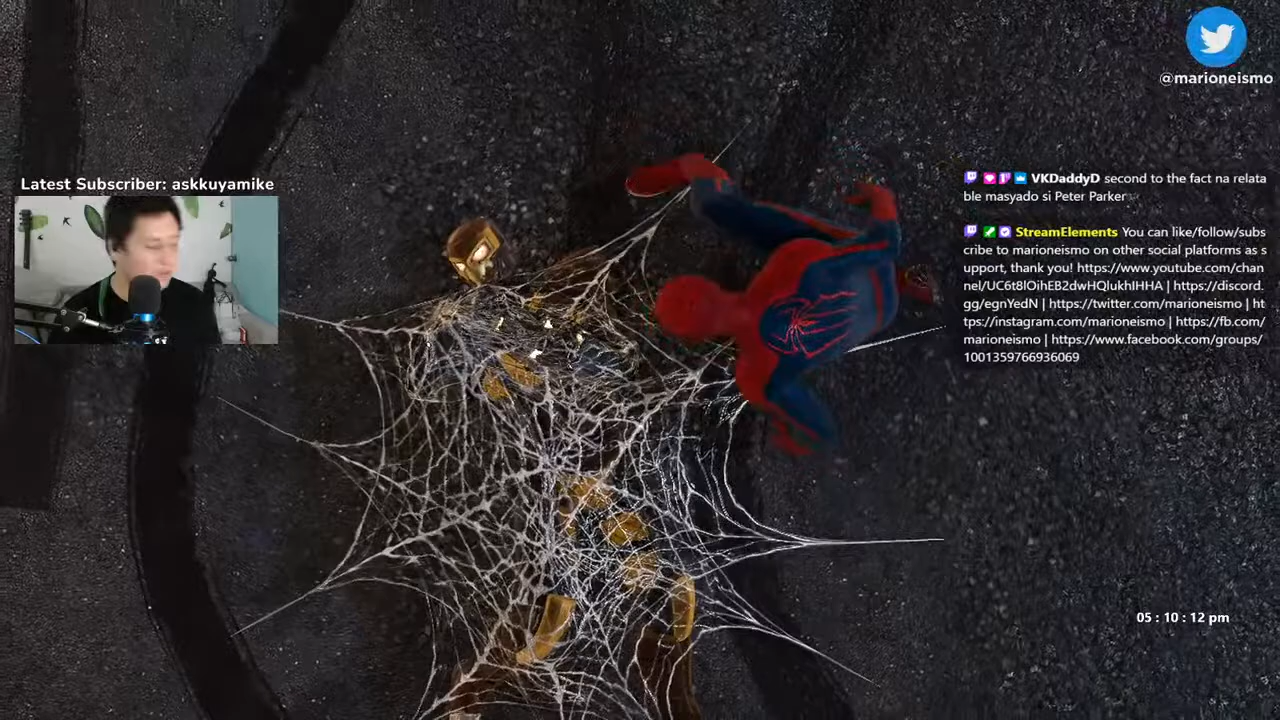 @marioneismo
Latest Subscriber: askkuyamike
VKDaddyD second to the fact na relata
ble masyado si Peter Parker
StreamElements You can like/follow/subs
cribe to marioneismo on other social platforms as s
upport, thank you! https://www.youtube.com/chan
nel/UC6t8lOihEB2dwHQlukhlHHA | https://discord.
gg/egnYedN | https://twitter.com/marioneismo | ht
tps://instagram.com/marioneismo | https://fb.com/
marioneismo | https://www.facebook.com/groups/
1001359766936069
05 : 10 : 12 pm